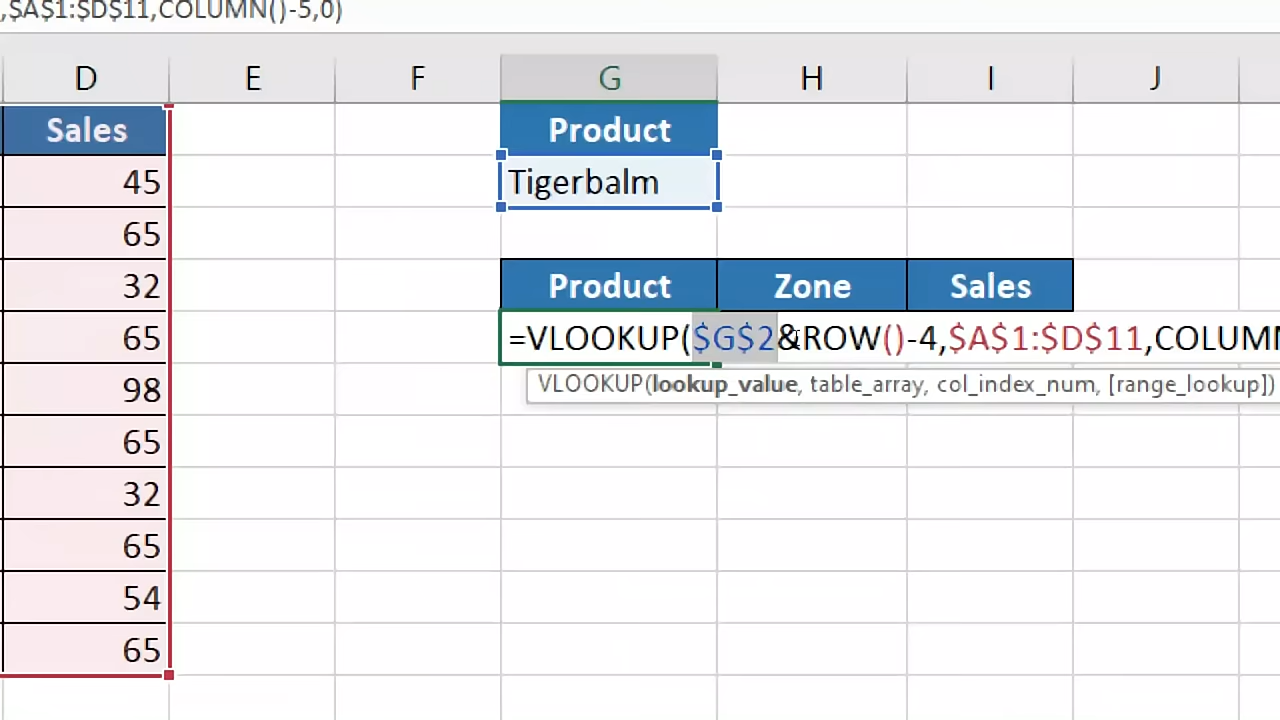 ,$A$1:$D$11,COLUMN()-5,0)
D E F G H I J
Sales Product
45 Tigerbalm
65
32 Product Zone Sales
65 =VLOOKUP($G$2&ROW()-4,$A$1:$D$11,COLUMN
98 VLOOKUP(lookup_value, table_array, col_index_num, [range_lookup])
65
32
65
54
65